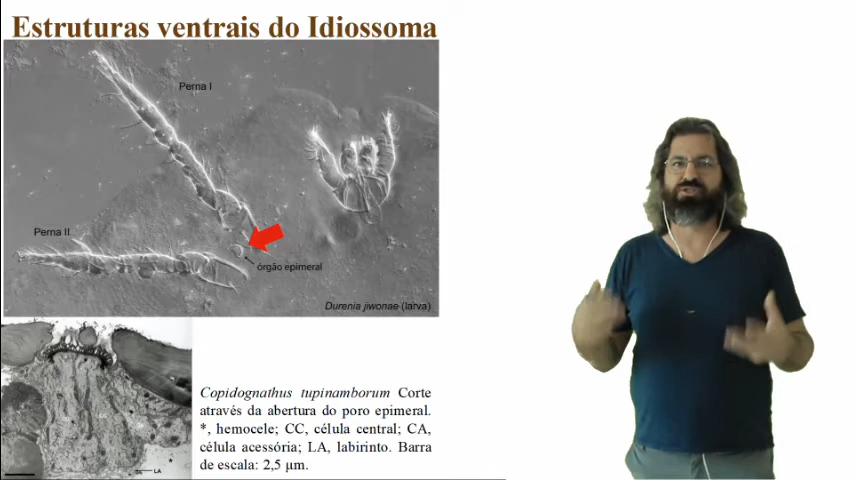 Estruturas ventrais do Idiossoma
Perna I
Perna II
órgão epimeral
Durenia jiwonae (larva)
Copidognathus tupinamborum Corte
através da abertura do poro epimeral.
*, hemocele; CC, célula central; CA,
célula acessória; LA, labirinto. Barra
de escala: 2,5 μm.
LA
*